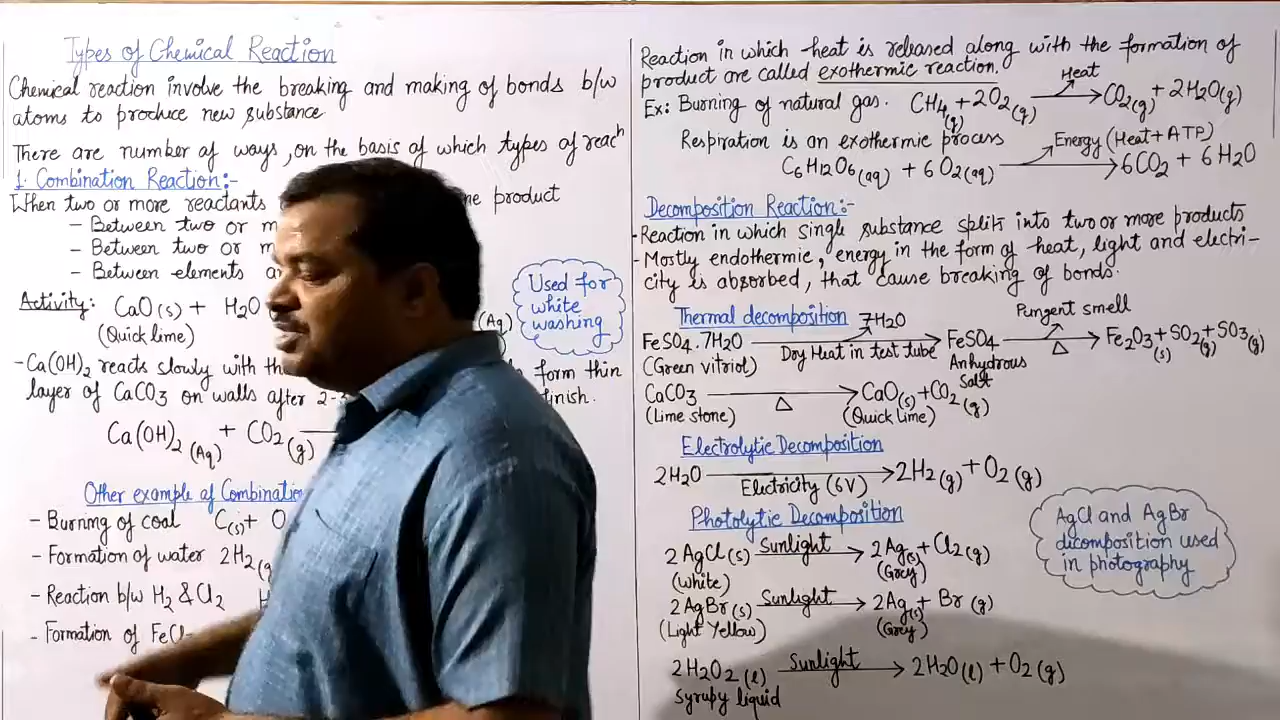 Types of Chemical Reaction
Chemical reaction involve the breaking and making of bonds b/w
atoms to produce new substance.
There are number of ways, on the basis of which types of reacn
1. Combination Reaction:-
When two or more reactants
product
- Between two or
- Between two or
- Between elements
Activity: CaO(s) + H2O
(Aq)
(Quick lime)
Used for
white
washing
- Ca(OH)2 reacts slowly with
form thin
layer of CaCO3 on walls after 2-
finish.
Ca(OH)2 (Aq) + CO2(g)
Other example of
- Burning of coal C(s) + O
- Formation of water 2H2(g
- Reaction b/w H2 & Cl2 H
- Formation of
Reaction in which heat is released along with the formation of
product are called exothermic reaction.
Ex: Burning of natural gas. CH4(g) + 2O2(g) Heat CO2(g) + 2H2O(g)
Respiration is an exothermic process
Energy (Heat + ATP)
C6H12O6(aq) + 6O2(aq) 6CO2 + 6H2O
Decomposition Reaction:-
- Reaction in which single substance splits into two or more products
- Mostly endothermic, energy in the form of heat, light and electri-
city is absorbed, that cause breaking of bonds.
Thermal decomposition 7H2O
Pungent smell
FeSO4.7H2O Dry Heat in test tube FeSO4 Δ Fe2O3(s) + SO2(g) + SO3(g)
(Green vitriol) Anhydrous Salt
CaCO3 Δ CaO(s) + CO2(g)
(Lime stone) (Quick Lime)
Electrolytic Decomposition
2H2O Electricity (6V) 2H2(g) + O2(g)
Photolytic Decomposition
2AgCl(s) Sunlight 2Ag(s) + Cl2(g)
(White) (Grey)
2AgBr(s) Sunlight 2Ag(s) + Br(g)
(Light Yellow) (Grey)
2H2O2(l) Sunlight 2H2O(l) + O2(g)
Syrupy liquid
AgCl and AgBr
dicomposition used
in photography